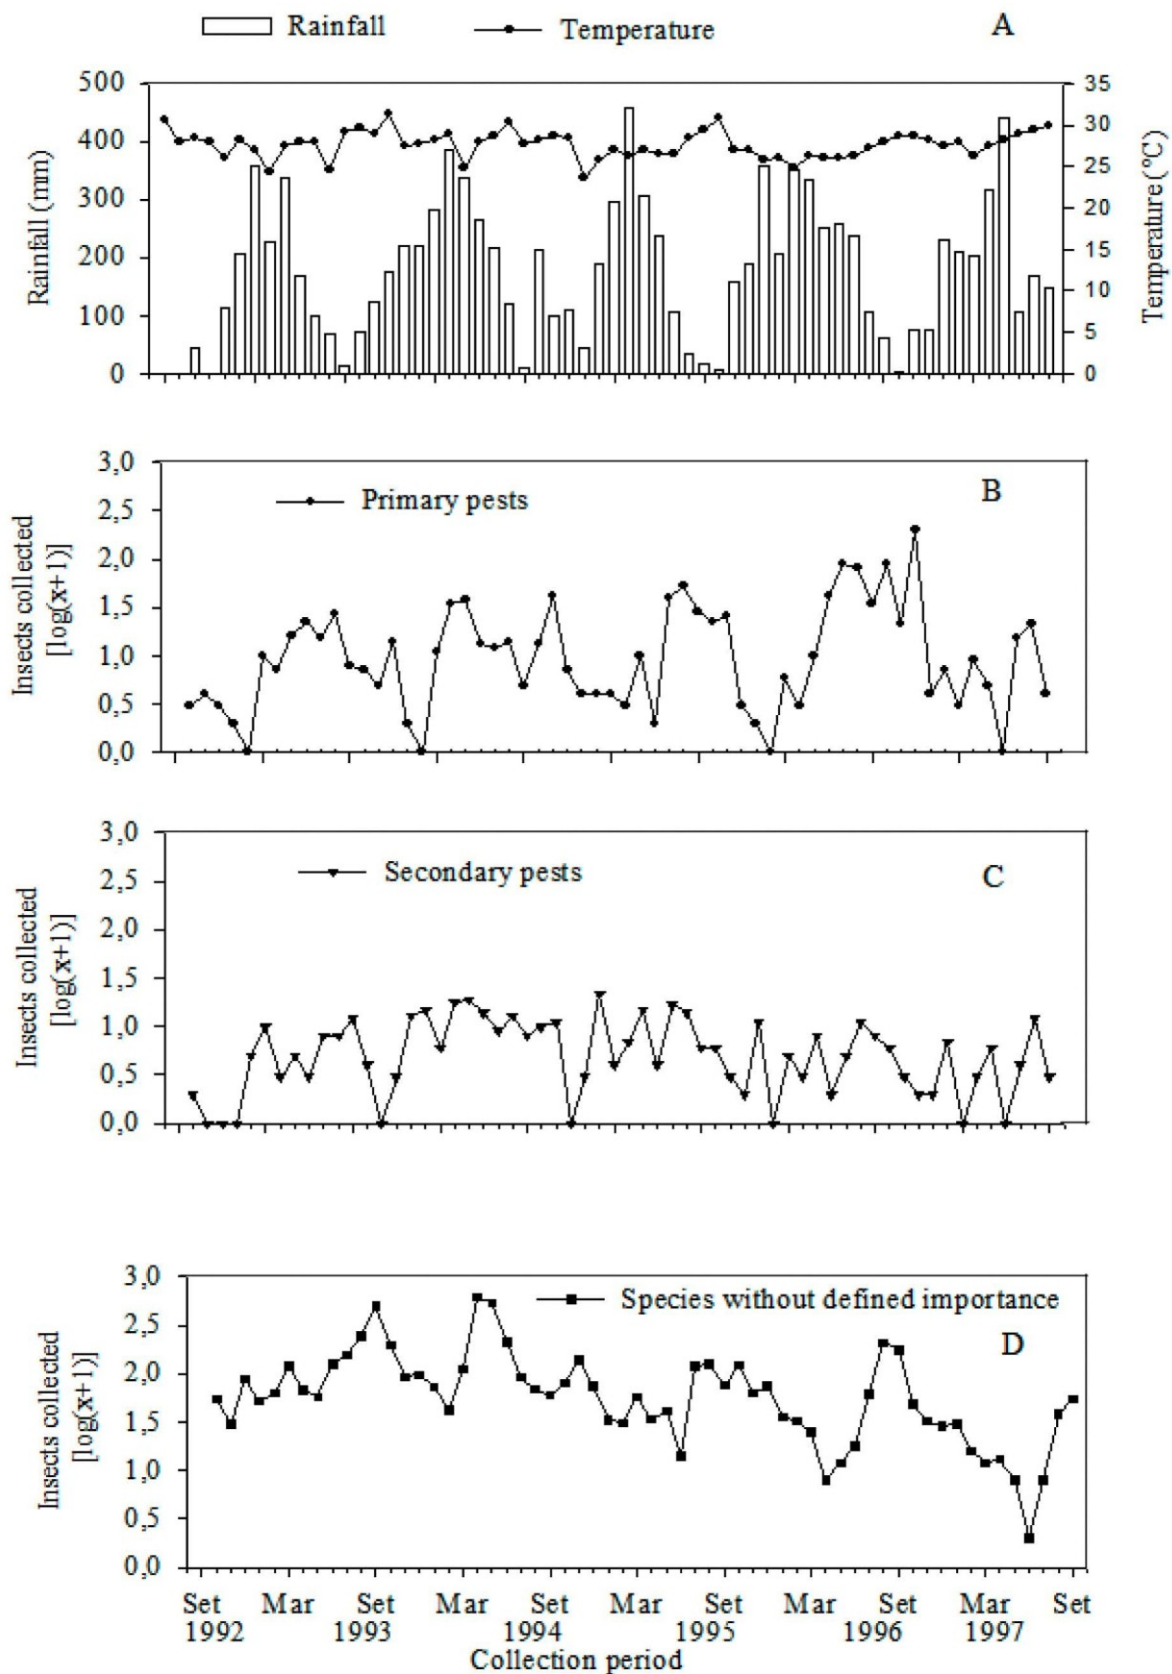 Rainfall Temperature A
500 35
30
400
25
300
20
200
15
10
100
5
0 0
Rainfall (mm)
Temperature (°C)
3,0
Primary pests B
2,5
2,0
1,5
1,0
0,5
0,0
Insects collected
[log(x+1)]
3,0
Secondary pests C
2,5
2,0
1,5
1,0
0,5
0,0
Insects collected
[log(x+1)]
3,0
Species without defined importance
2,5
D
2,0
1,5
1,0
0,5
0,0
Insects collected
[log(x+1)]
Set Mar Set Mar Set Mar Set Mar Set Mar Set
1992 1993 1994 1995 1996 1997
Collection period